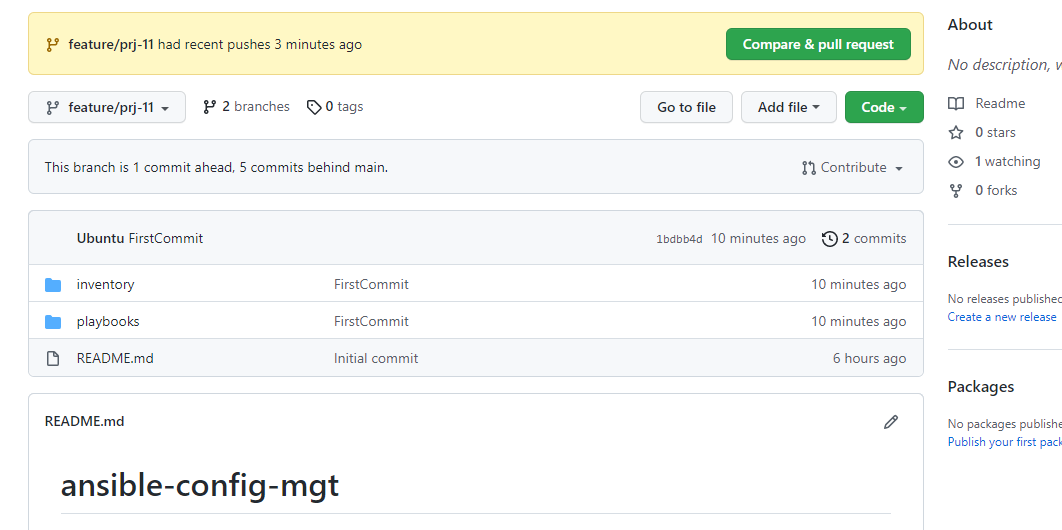 feature/prj-11 had recent pushes 3 minutes ago
Compare & pull request
feature/prj-11
2 branches
0 tags
Go to file
Add file
Code
This branch is 1 commit ahead, 5 commits behind main.
Contribute
Ubuntu FirstCommit
1bdbb4d 10 minutes ago
2 commits
inventory FirstCommit 10 minutes ago
playbooks FirstCommit 10 minutes ago
README.md Initial commit 6 hours ago
README.md
ansible-config-mgt
About
No description,
Readme
0 stars
1 watching
0 forks
Releases
No releases published
Create a new release
Packages
No packages
Publish your first